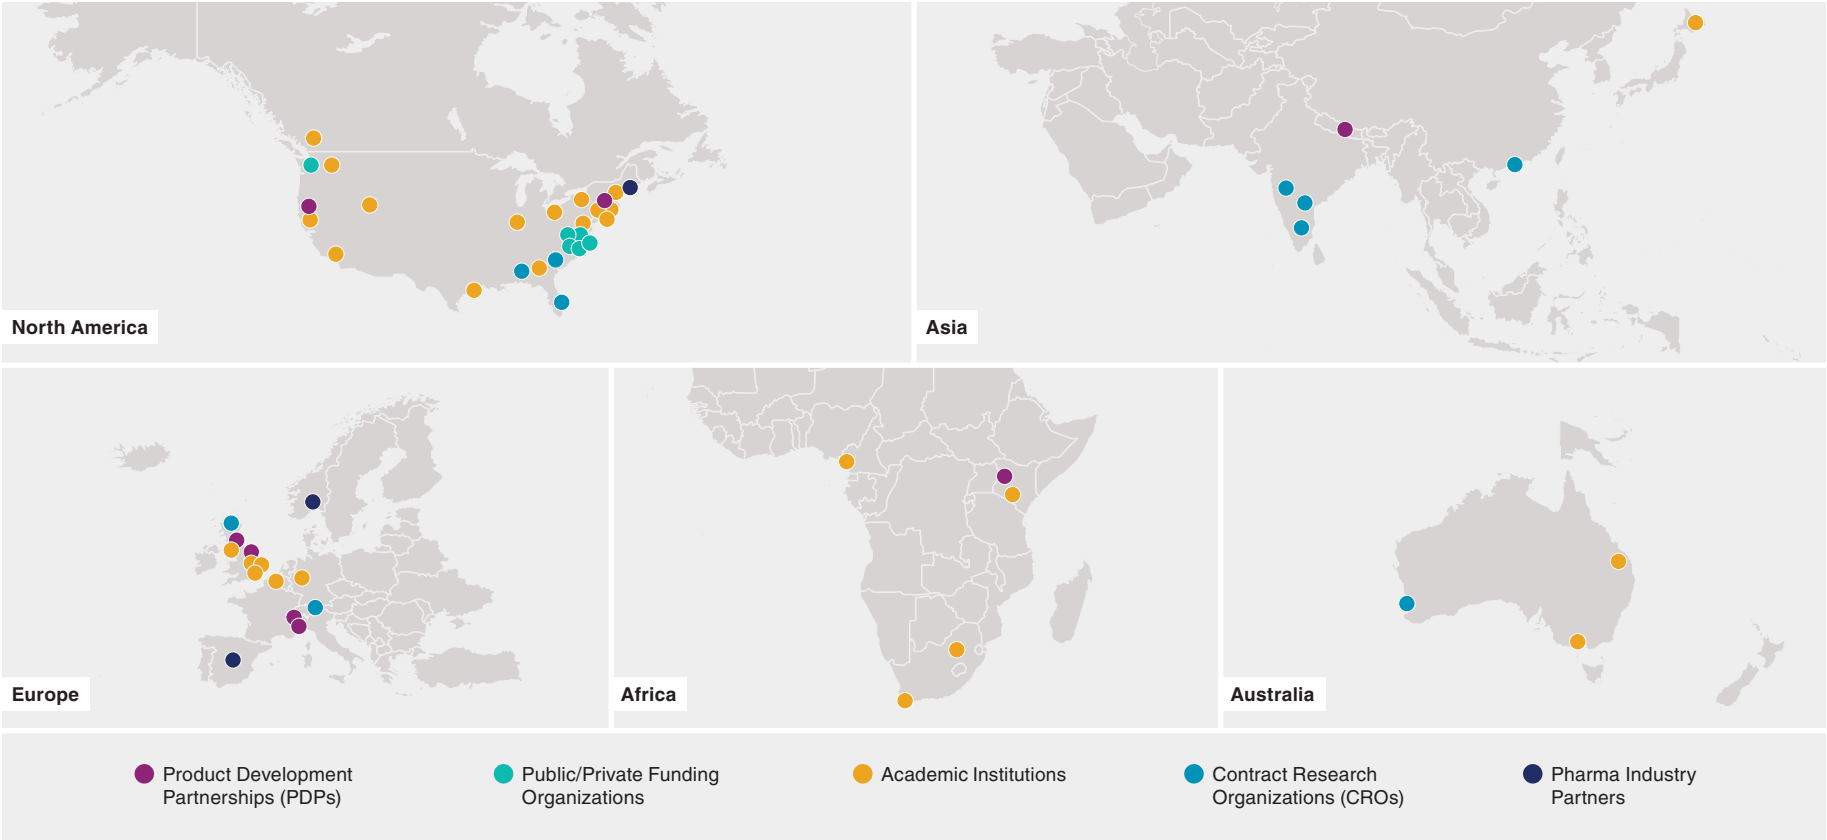 North America
Asia
Europe
Africa
Australia
Product Development
Partnerships (PDPs)
Public/Private Funding
Organizations
Academic Institutions
Contract Research
Organizations (CROs)
Pharma Industry
Partners